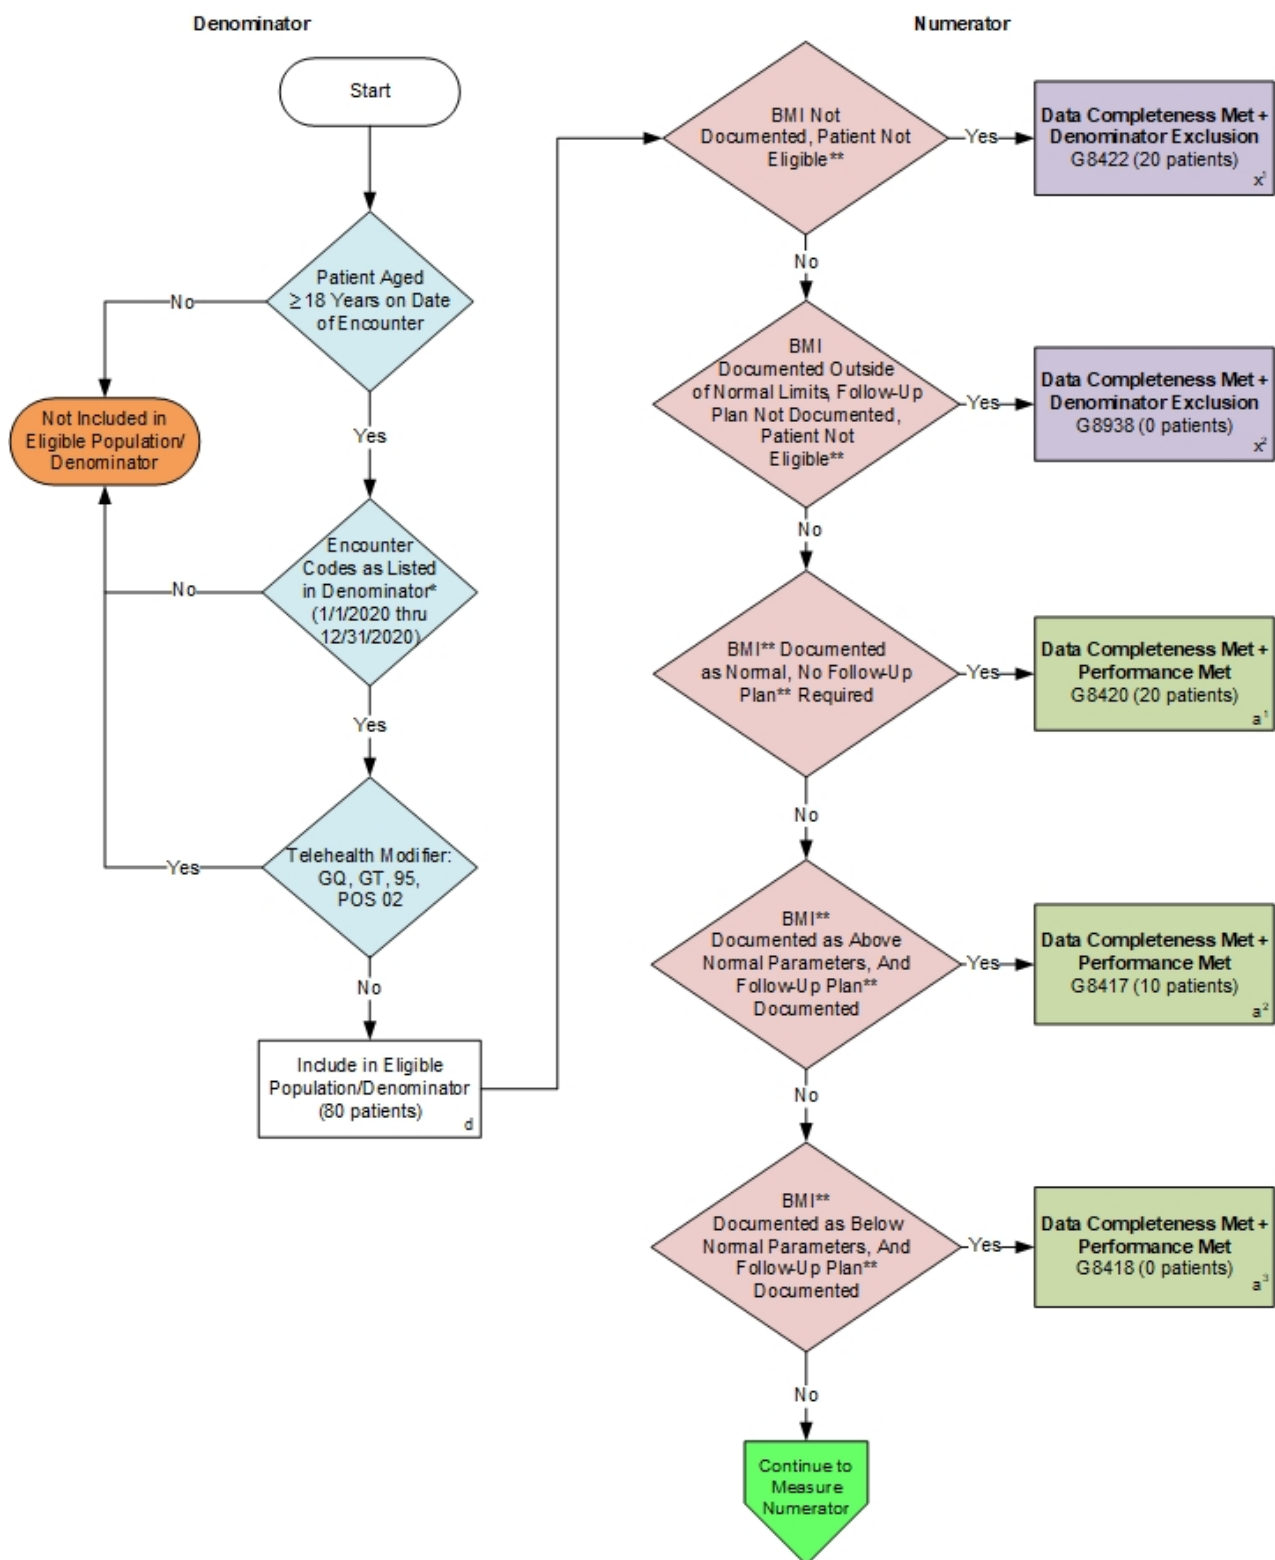 Denominator
Start
Patient Aged
≥ 18 Years on Date
of Encounter
No
Yes
Not Included in
Eligible Population/
Denominator
Encounter
Codes as Listed
in Denominator*
(1/1/2020 thru
12/31/2020)
No
Yes
Telehealth Modifier:
GQ, GT, 95,
POS 02
Yes
No
Include in Eligible
Population/Denominator
(80 patients)
d
Numerator
BMI Not
Documented, Patient Not
Eligible**
Yes
Data Completeness Met +
Denominator Exclusion
G8422 (20 patients)
x¹
No
BMI
Documented Outside
of Normal Limits, Follow-Up
Plan Not Documented,
Patient Not
Eligible**
Yes
Data Completeness Met +
Denominator Exclusion
G8938 (0 patients)
x²
No
BMI** Documented
as Normal, No Follow-Up
Plan** Required
Yes
Data Completeness Met +
Performance Met
G8420 (20 patients)
a¹
No
BMI**
Documented as Above
Normal Parameters, And
Follow-Up Plan**
Documented
Yes
Data Completeness Met +
Performance Met
G8417 (10 patients)
a²
No
BMI**
Documented as Below
Normal Parameters, And
Follow-Up Plan**
Documented
Yes
Data Completeness Met +
Performance Met
G8418 (0 patients)
a³
No
Continue to
Measure
Numerator